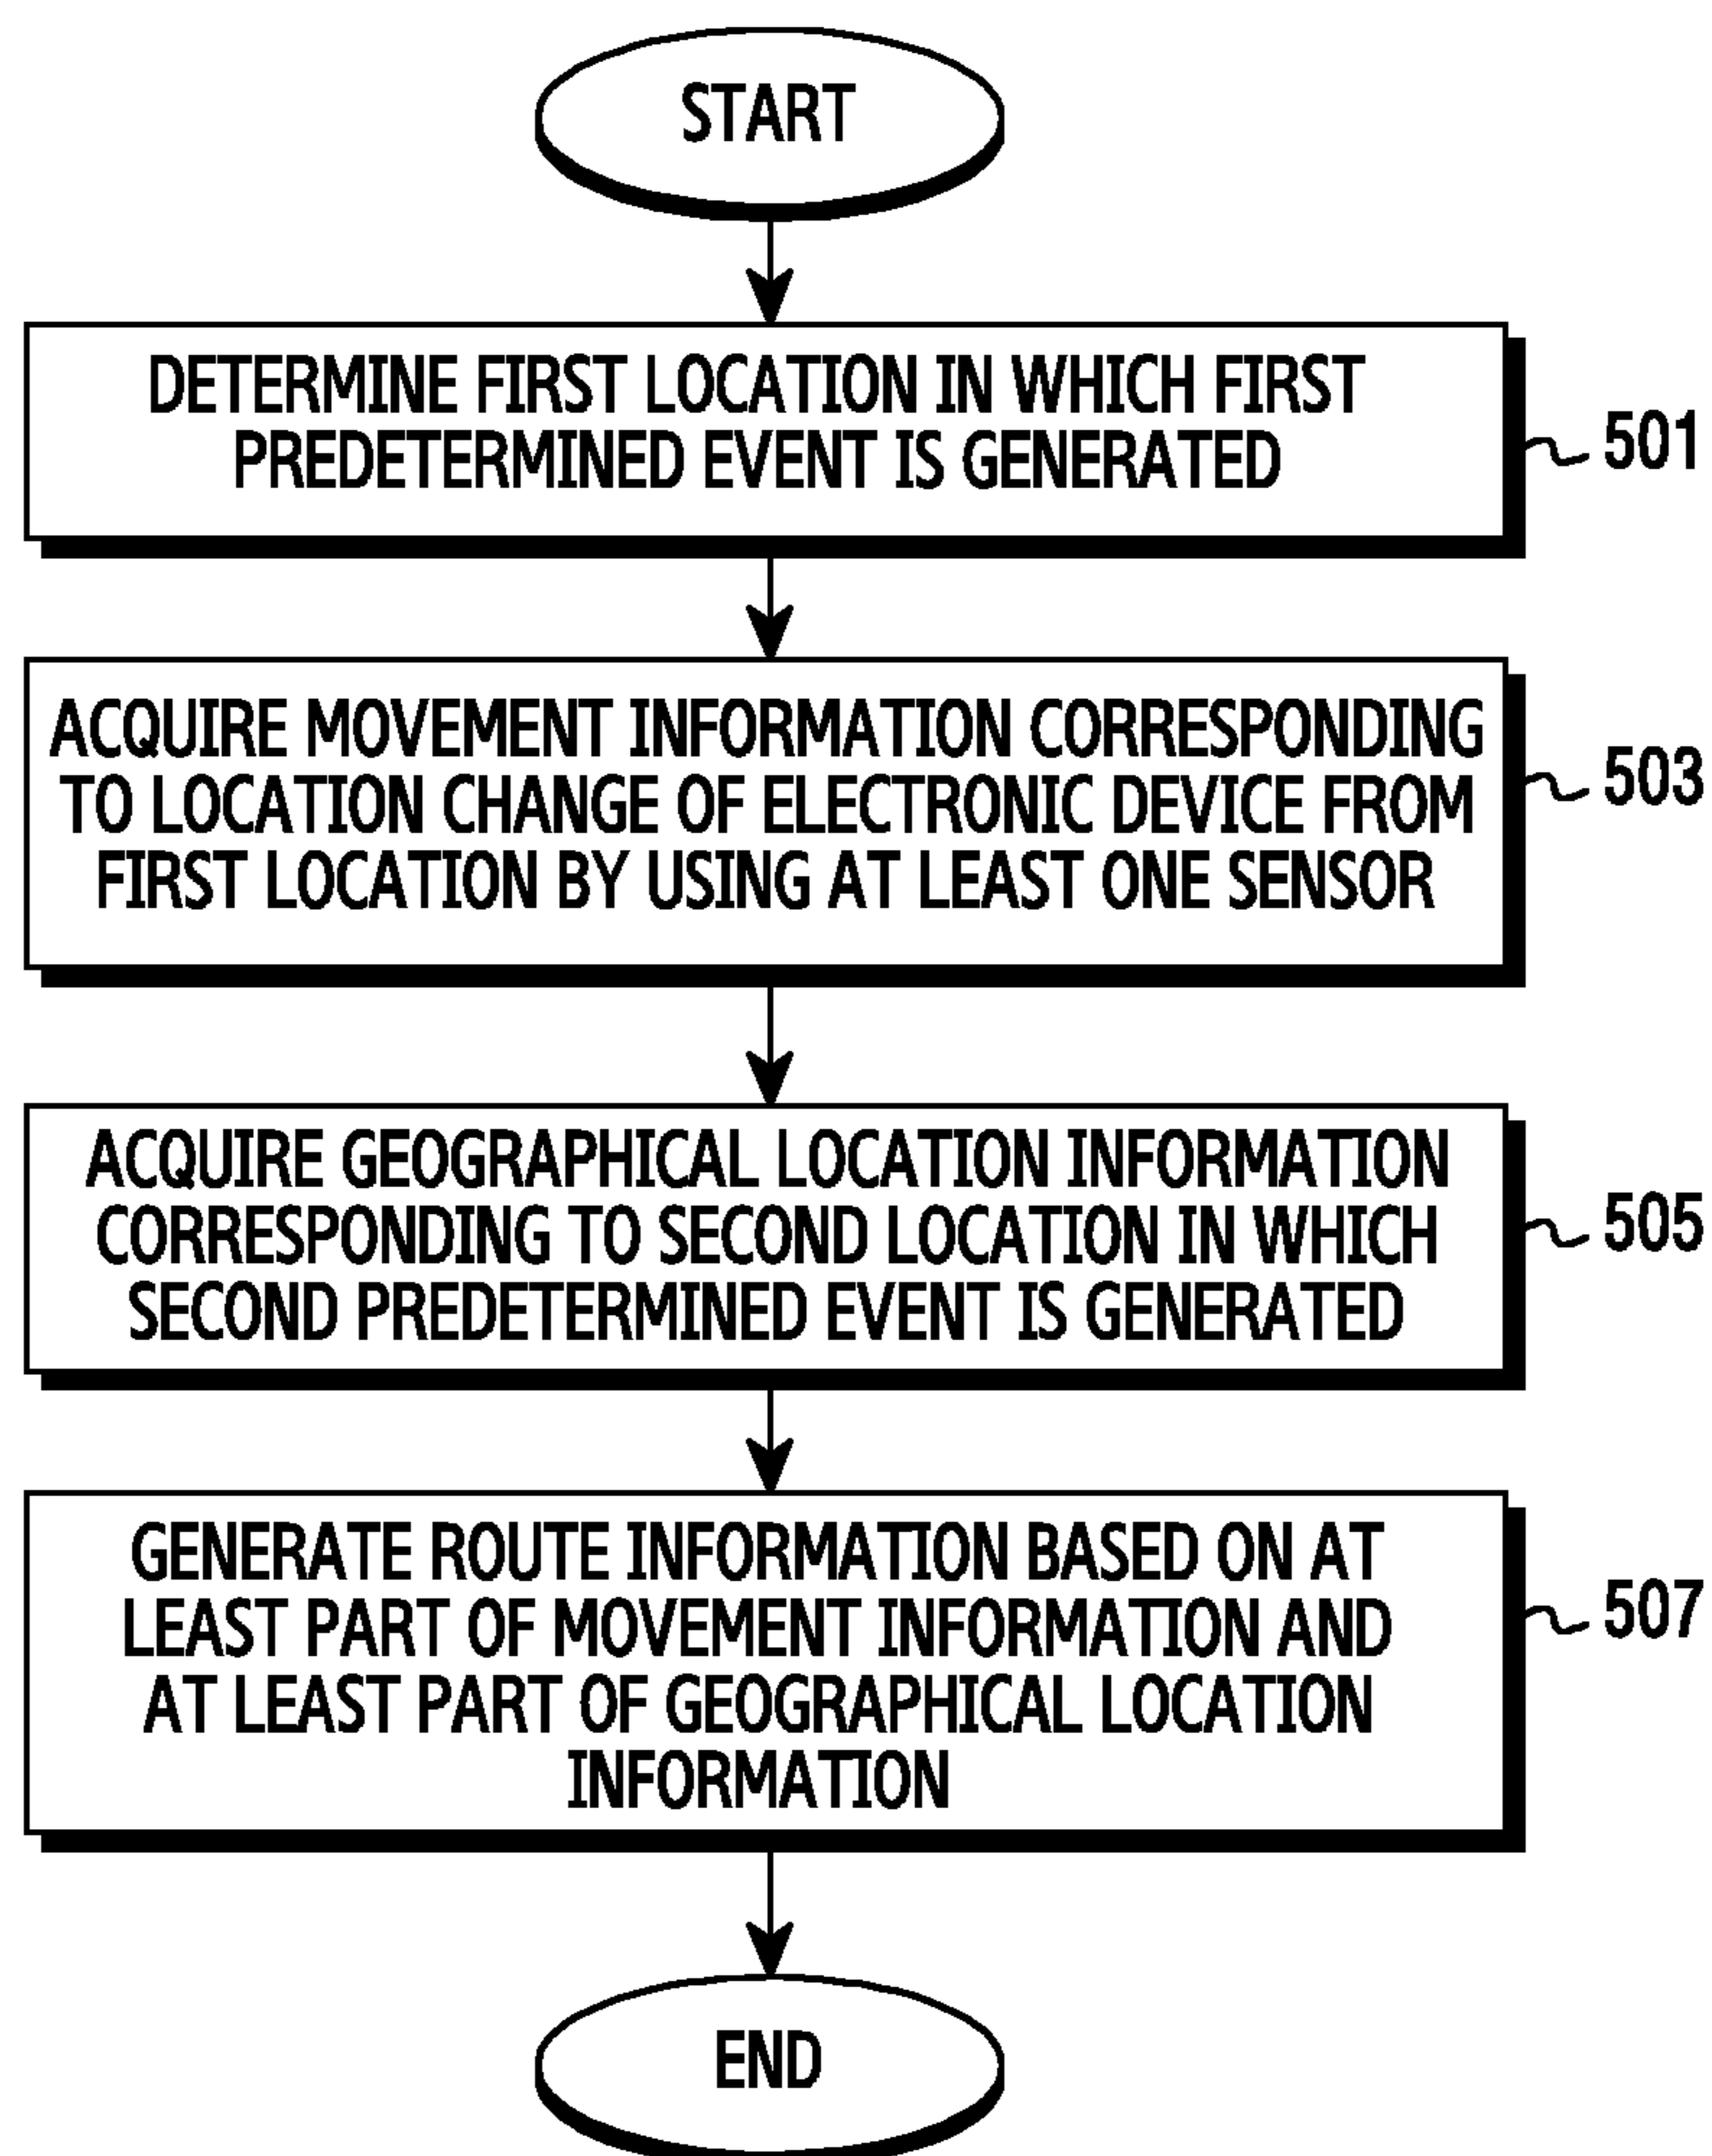 START
DETERMINE FIRST LOCATION IN WHICH FIRST
PREDETERMINED EVENT IS GENERATED
501
ACQUIRE MOVEMENT INFORMATION CORRESPONDING
TO LOCATION CHANGE OF ELECTRONIC DEVICE FROM
FIRST LOCATION BY USING AT LEAST ONE SENSOR
503
ACQUIRE GEOGRAPHICAL LOCATION INFORMATION
CORRESPONDING TO SECOND LOCATION IN WHICH
SECOND PREDETERMINED EVENT IS GENERATED
505
GENERATE ROUTE INFORMATION BASED ON AT
LEAST PART OF MOVEMENT INFORMATION AND
AT LEAST PART OF GEOGRAPHICAL LOCATION
INFORMATION
507
END